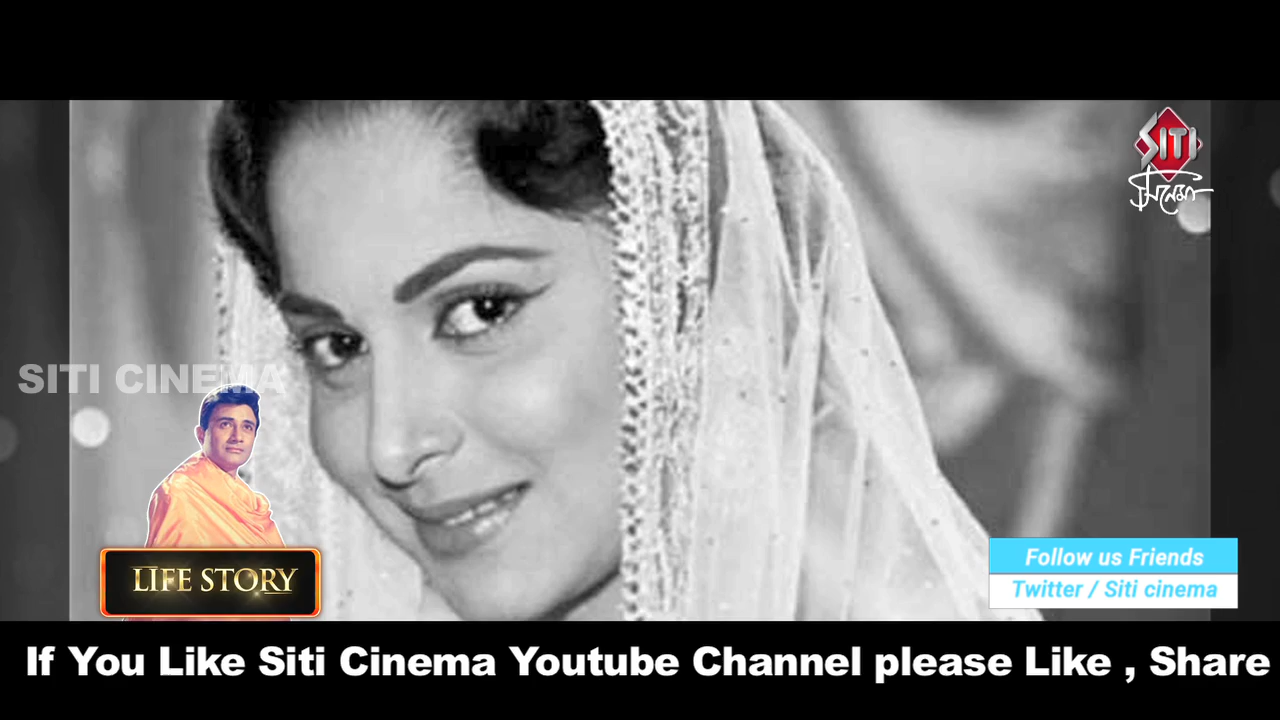 SITI
সিনেমা
SITI CINEMA
LIFE STORY
Follow us Friends
Twitter / Siti cinema
If You Like Siti Cinema Youtube Channel please Like , Share